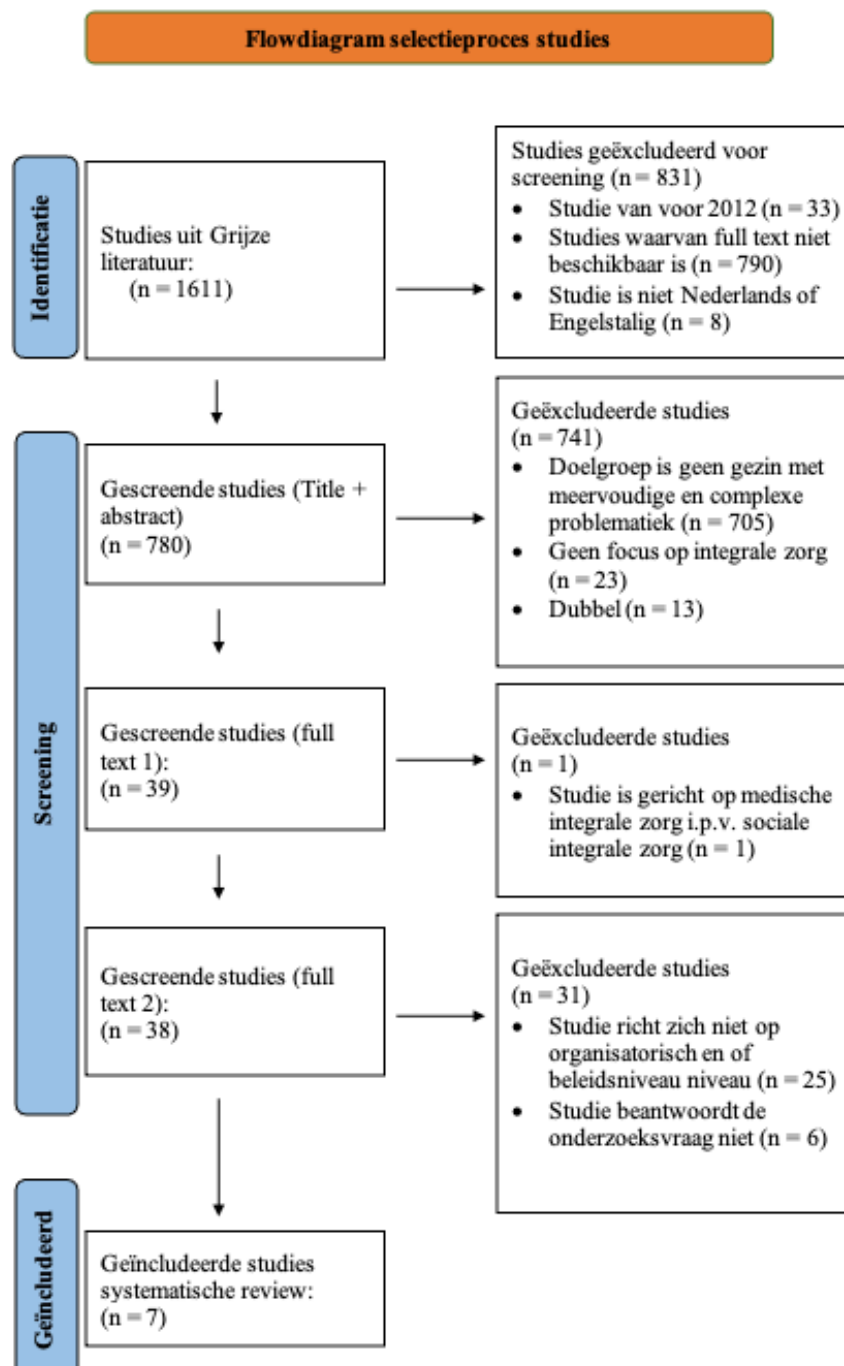 Flowdiagram selectieproces studies
Identificatie
Studies uit Grijze
literatuur:
(n = 1611)
Studies geëxcludeerd voor
screening (n = 831)
• Studie van voor 2012 (n = 33)
• Studies waarvan full text niet
beschikbaar is (n = 790)
• Studie is niet Nederlands of
Engelstalig (n = 8)
Screening
Gescreende studies (Title +
abstract)
(n = 780)
Geëxcludeerde studies
(n = 741)
• Doelgroep is geen gezin met
meervoudige en complexe
problematiek (n = 705)
• Geen focus op integrale zorg
(n = 23)
• Dubbel (n = 13)
Gescreende studies (full
text 1):
(n = 39)
Geëxcludeerde studies
(n = 1)
• Studie is gericht op medische
integrale zorg i.p.v. sociale
integrale zorg (n = 1)
Gescreende studies (full
text 2):
(n = 38)
Geëxcludeerde studies
(n = 31)
• Studie richt zich niet op
organisatorisch en of
beleidsniveau niveau (n = 25)
• Studie beantwoordt de
onderzoeksvraag niet (n = 6)
Geïncludeerd
Geïncludeerde studies
systematische review:
(n = 7)